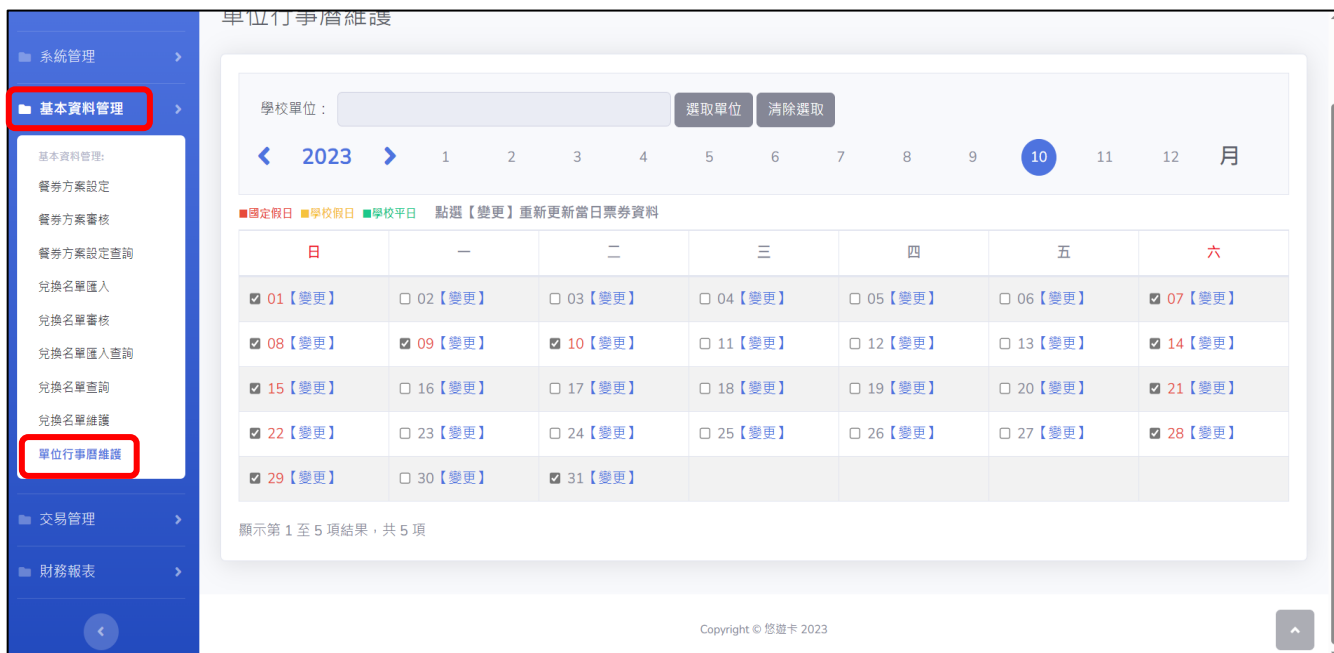 單位行事曆維護
系統管理
基本資料管理
基本資料管理:
餐券方案設定
餐券方案審核
餐券方案設定查詢
兌換名單匯入
兌換名單審核
兌換名單匯入查詢
兌換名單查詢
兌換名單維護
單位行事曆維護
交易管理
財務報表
學校單位： 選取單位 清除選取
2023 1 2 3 4 5 6 7 8 9 10 11 12 月
■國定假日 ■學校假日 ■學校平日 點選【變更】重新更新當日票券資料
日 一 二 三 四 五 六
01【變更】 02【變更】 03【變更】 04【變更】 05【變更】 06【變更】 07【變更】
08【變更】 09【變更】 10【變更】 11【變更】 12【變更】 13【變更】 14【變更】
15【變更】 16【變更】 17【變更】 18【變更】 19【變更】 20【變更】 21【變更】
22【變更】 23【變更】 24【變更】 25【變更】 26【變更】 27【變更】 28【變更】
29【變更】 30【變更】 31【變更】
顯示第 1 至 5 項結果，共 5 項
Copyright © 悠遊卡 2023